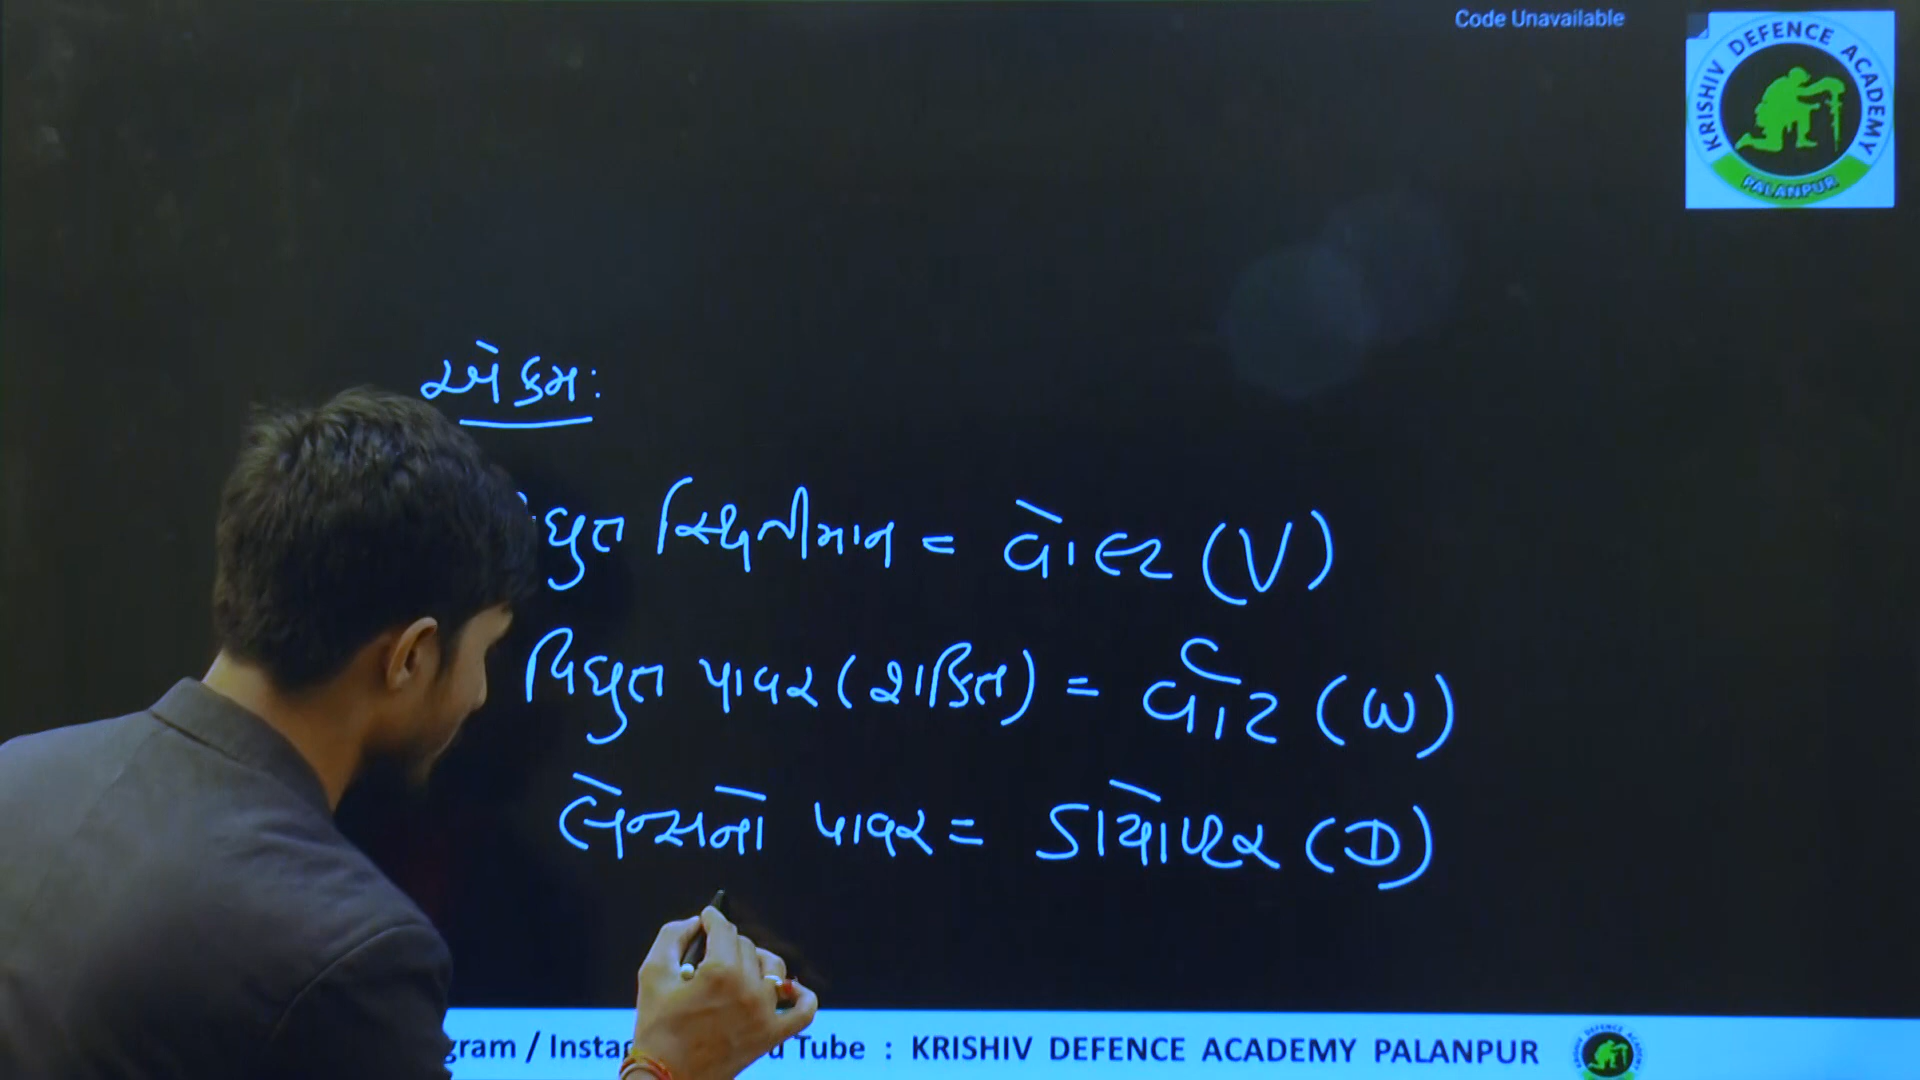 Code Unavailable
KRISHIV DEFENCE ACADEMY
PALANPUR
એકમ:
દ્યુત સ્થિતીમાન = વોલ્ટ (V)
વિદ્યુત પાવર (શક્તિ) = વૉટ (W)
લેન્સનો પાવર = ડાયોપ્ટર (D)
gram / Insta Tube : KRISHIV DEFENCE ACADEMY PALANPUR